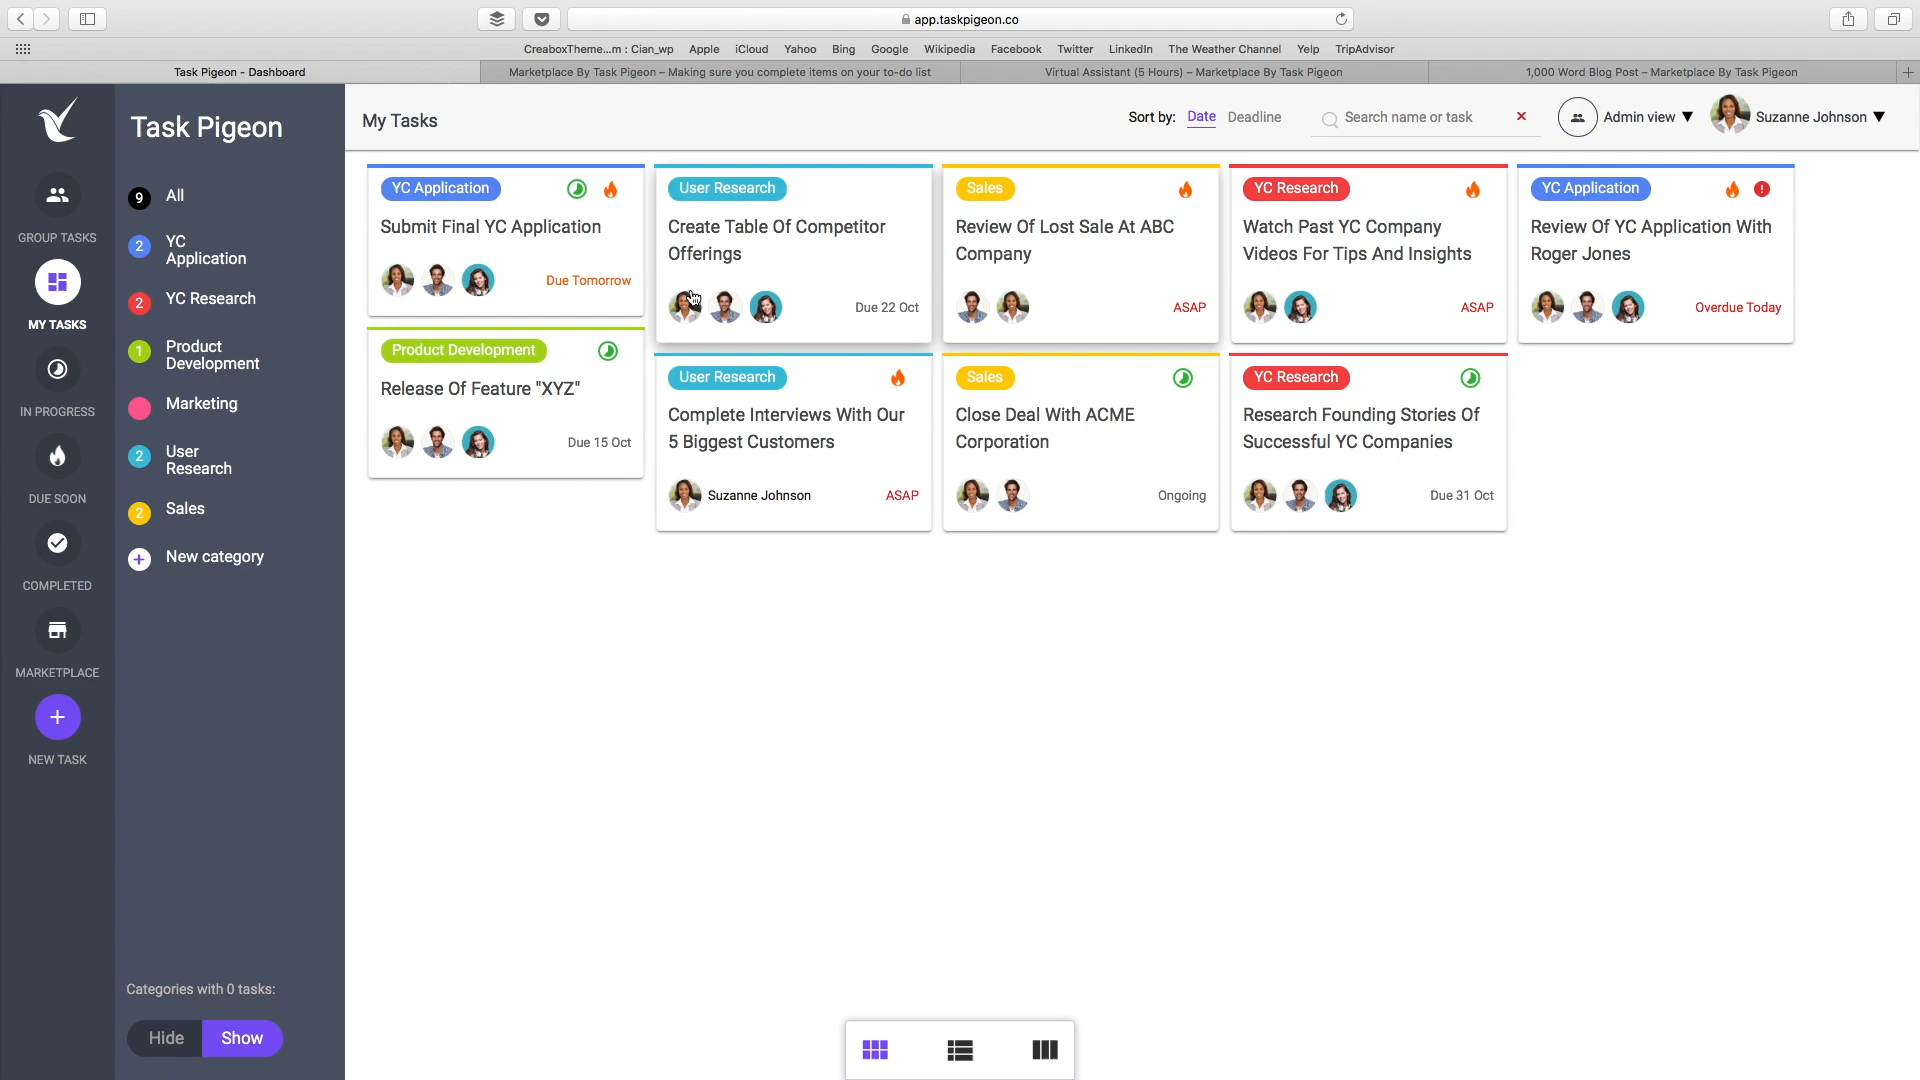 app.taskpigeon.co
CreaboxTheme...m : Cian_wp Apple iCloud Yahoo Bing Google Wikipedia Facebook Twitter LinkedIn The Weather Channel Yelp TripAdvisor
Task Pigeon - Dashboard
Marketplace By Task Pigeon – Making sure you complete items on your to-do list
Virtual Assistant (5 Hours) – Marketplace By Task Pigeon
1,000 Word Blog Post – Marketplace By Task Pigeon
GROUP TASKS
MY TASKS
IN PROGRESS
DUE SOON
COMPLETED
MARKETPLACE
NEW TASK
Task Pigeon
9 All
2 YC
Application
2 YC Research
1 Product
Development
Marketing
2 User
Research
2 Sales
New category
Categories with 0 tasks:
Hide Show
My Tasks
Sort by: Date Deadline
Search name or task
Admin view
Suzanne Johnson
YC Application
Submit Final YC Application
Due Tomorrow
Product Development
Release Of Feature "XYZ"
Due 15 Oct
User Research
Create Table Of Competitor
Offerings
Due 22 Oct
User Research
Complete Interviews With Our
5 Biggest Customers
Suzanne Johnson ASAP
Sales
Review Of Lost Sale At ABC
Company
ASAP
Sales
Close Deal With ACME
Corporation
Ongoing
YC Research
Watch Past YC Company
Videos For Tips And Insights
ASAP
YC Research
Research Founding Stories Of
Successful YC Companies
Due 31 Oct
YC Application
Review Of YC Application With
Roger Jones
Overdue Today